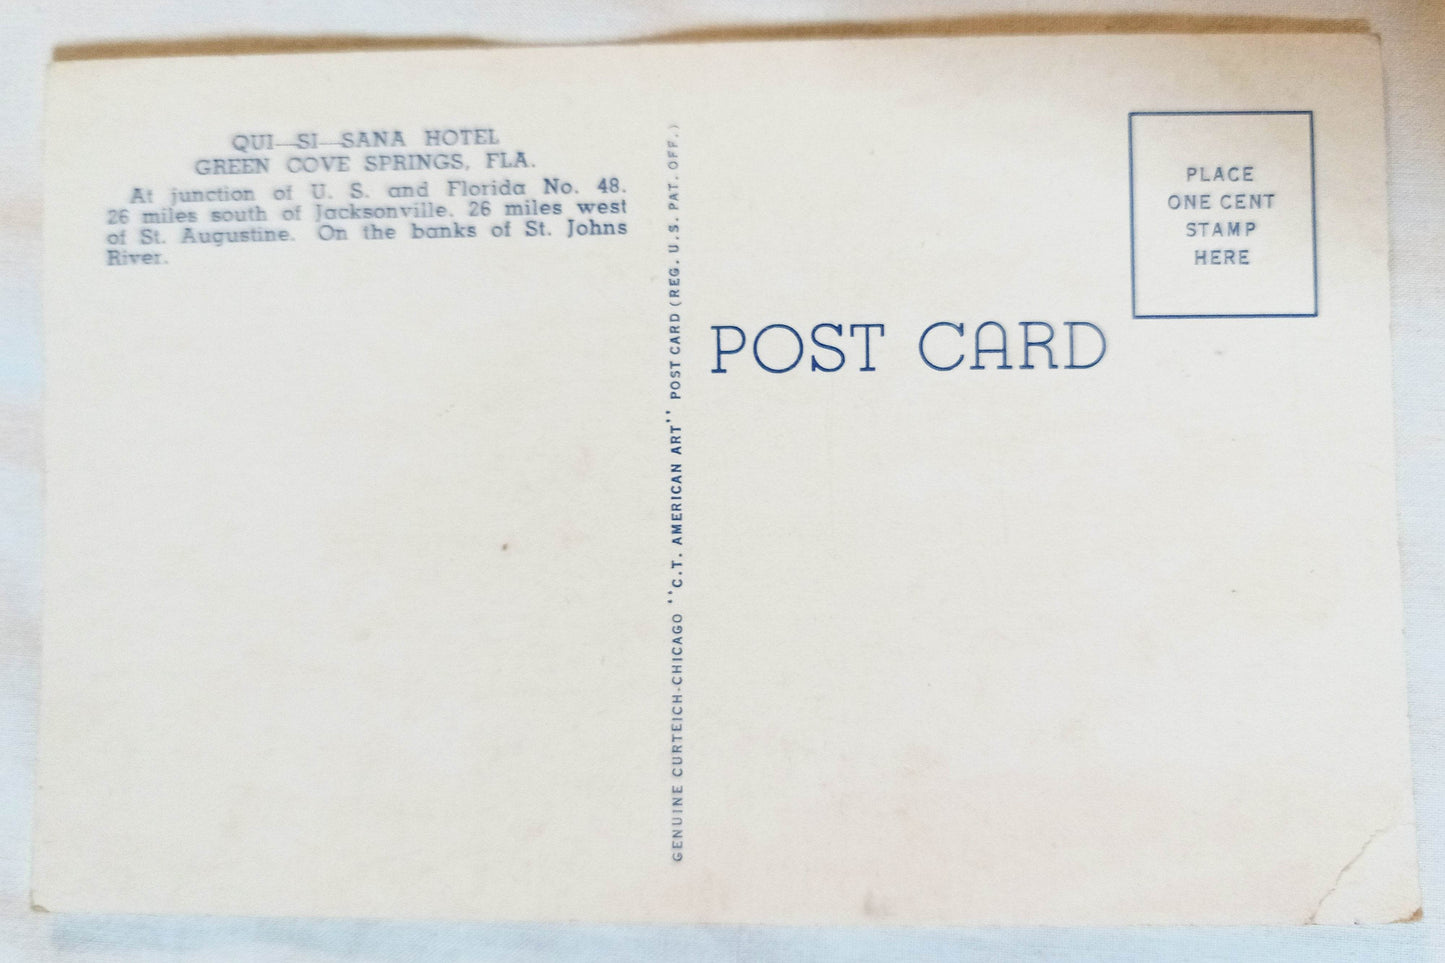 QUI—SI—SANA HOTEL
GREEN COVE SPRINGS, FLA.
At junction of U. S. and Florida No. 48.
26 miles south of Jacksonville. 26 miles west
of St. Augustine. On the banks of St. Johns
River.
GENUINE CURTEICH-CHICAGO "C.T. AMERICAN ART" POST CARD (REG. U.S. PAT. OFF.)
POST CARD
PLACE
ONE CENT
STAMP
HERE